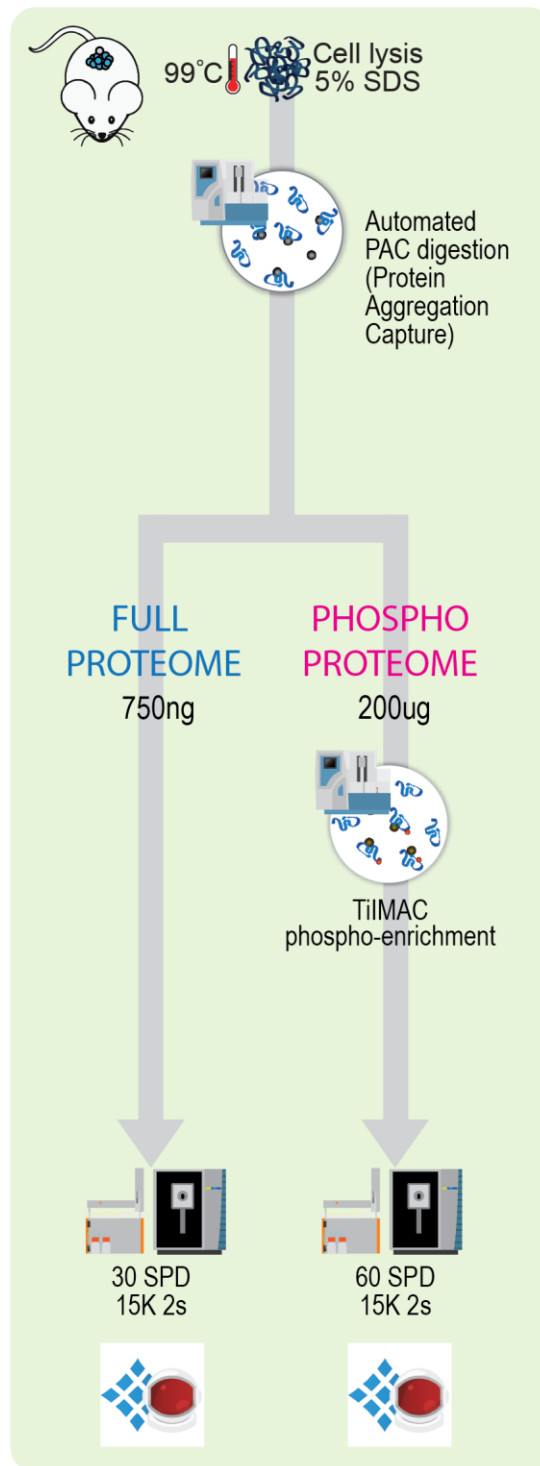 99°C
Cell lysis
5% SDS
Automated
PAC digestion
(Protein
Aggregation
Capture)
FULL
PROTEOME
750ng
PHOSPHO
PROTEOME
200ug
TiIMAC
phospho-enrichment
30 SPD
15K 2s
60 SPD
15K 2s